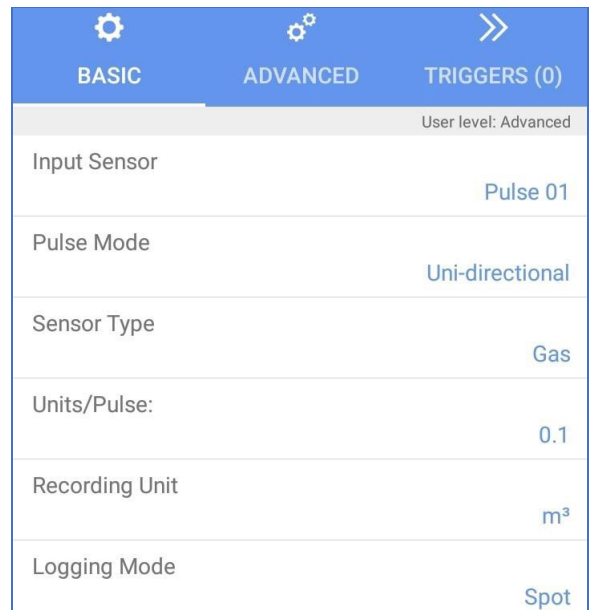 BASIC ADVANCED TRIGGERS (0)
User level: Advanced
Input Sensor
Pulse 01
Pulse Mode
Uni-directional
Sensor Type
Gas
Units/Pulse:
0.1
Recording Unit
m³
Logging Mode
Spot